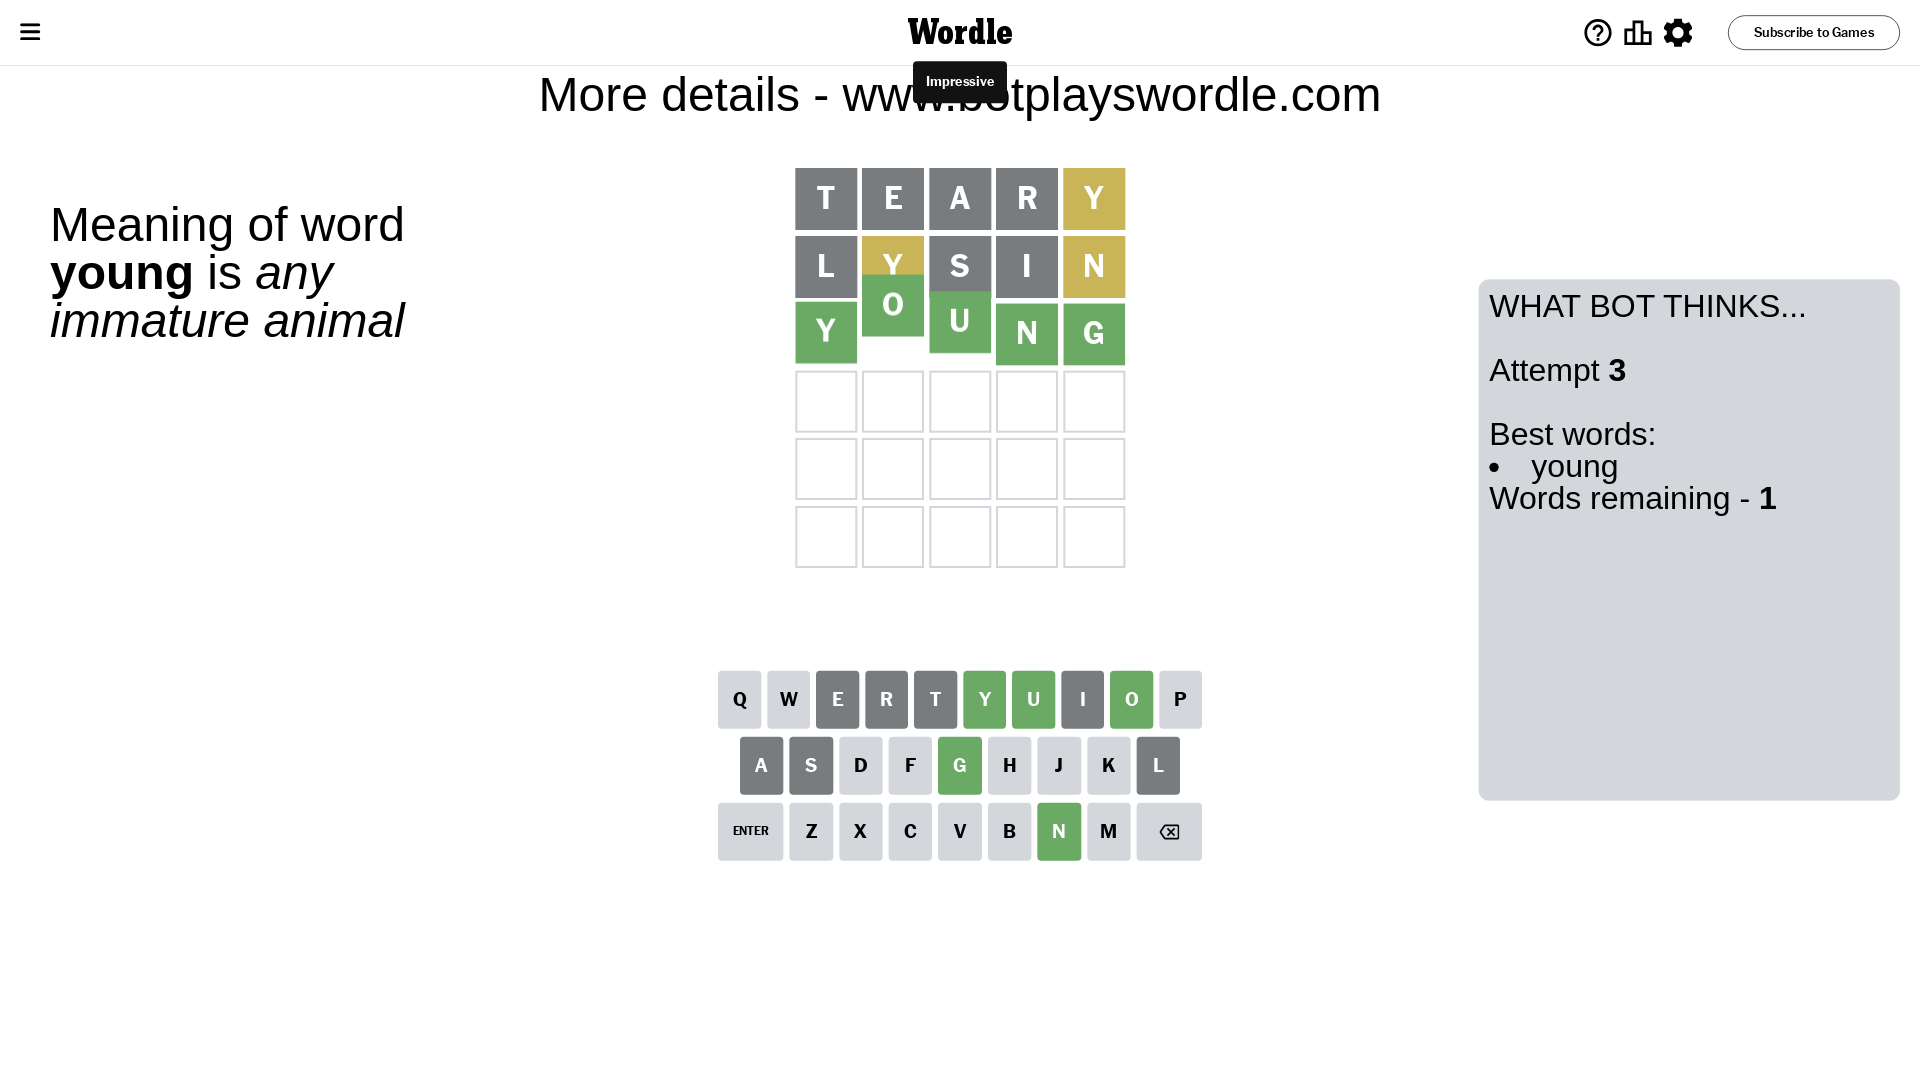 Wordle
Subscribe to Games
Impressive
More details - www.botplayswordle.com
Meaning of word
young is any
immature animal
T E A R Y
L Y S I N
Y O U N G
WHAT BOT THINKS...
Attempt 3
Best words:
• young
Words remaining - 1
Q W E R T Y U I O P
A S D F G H J K L
ENTER Z X C V B N M